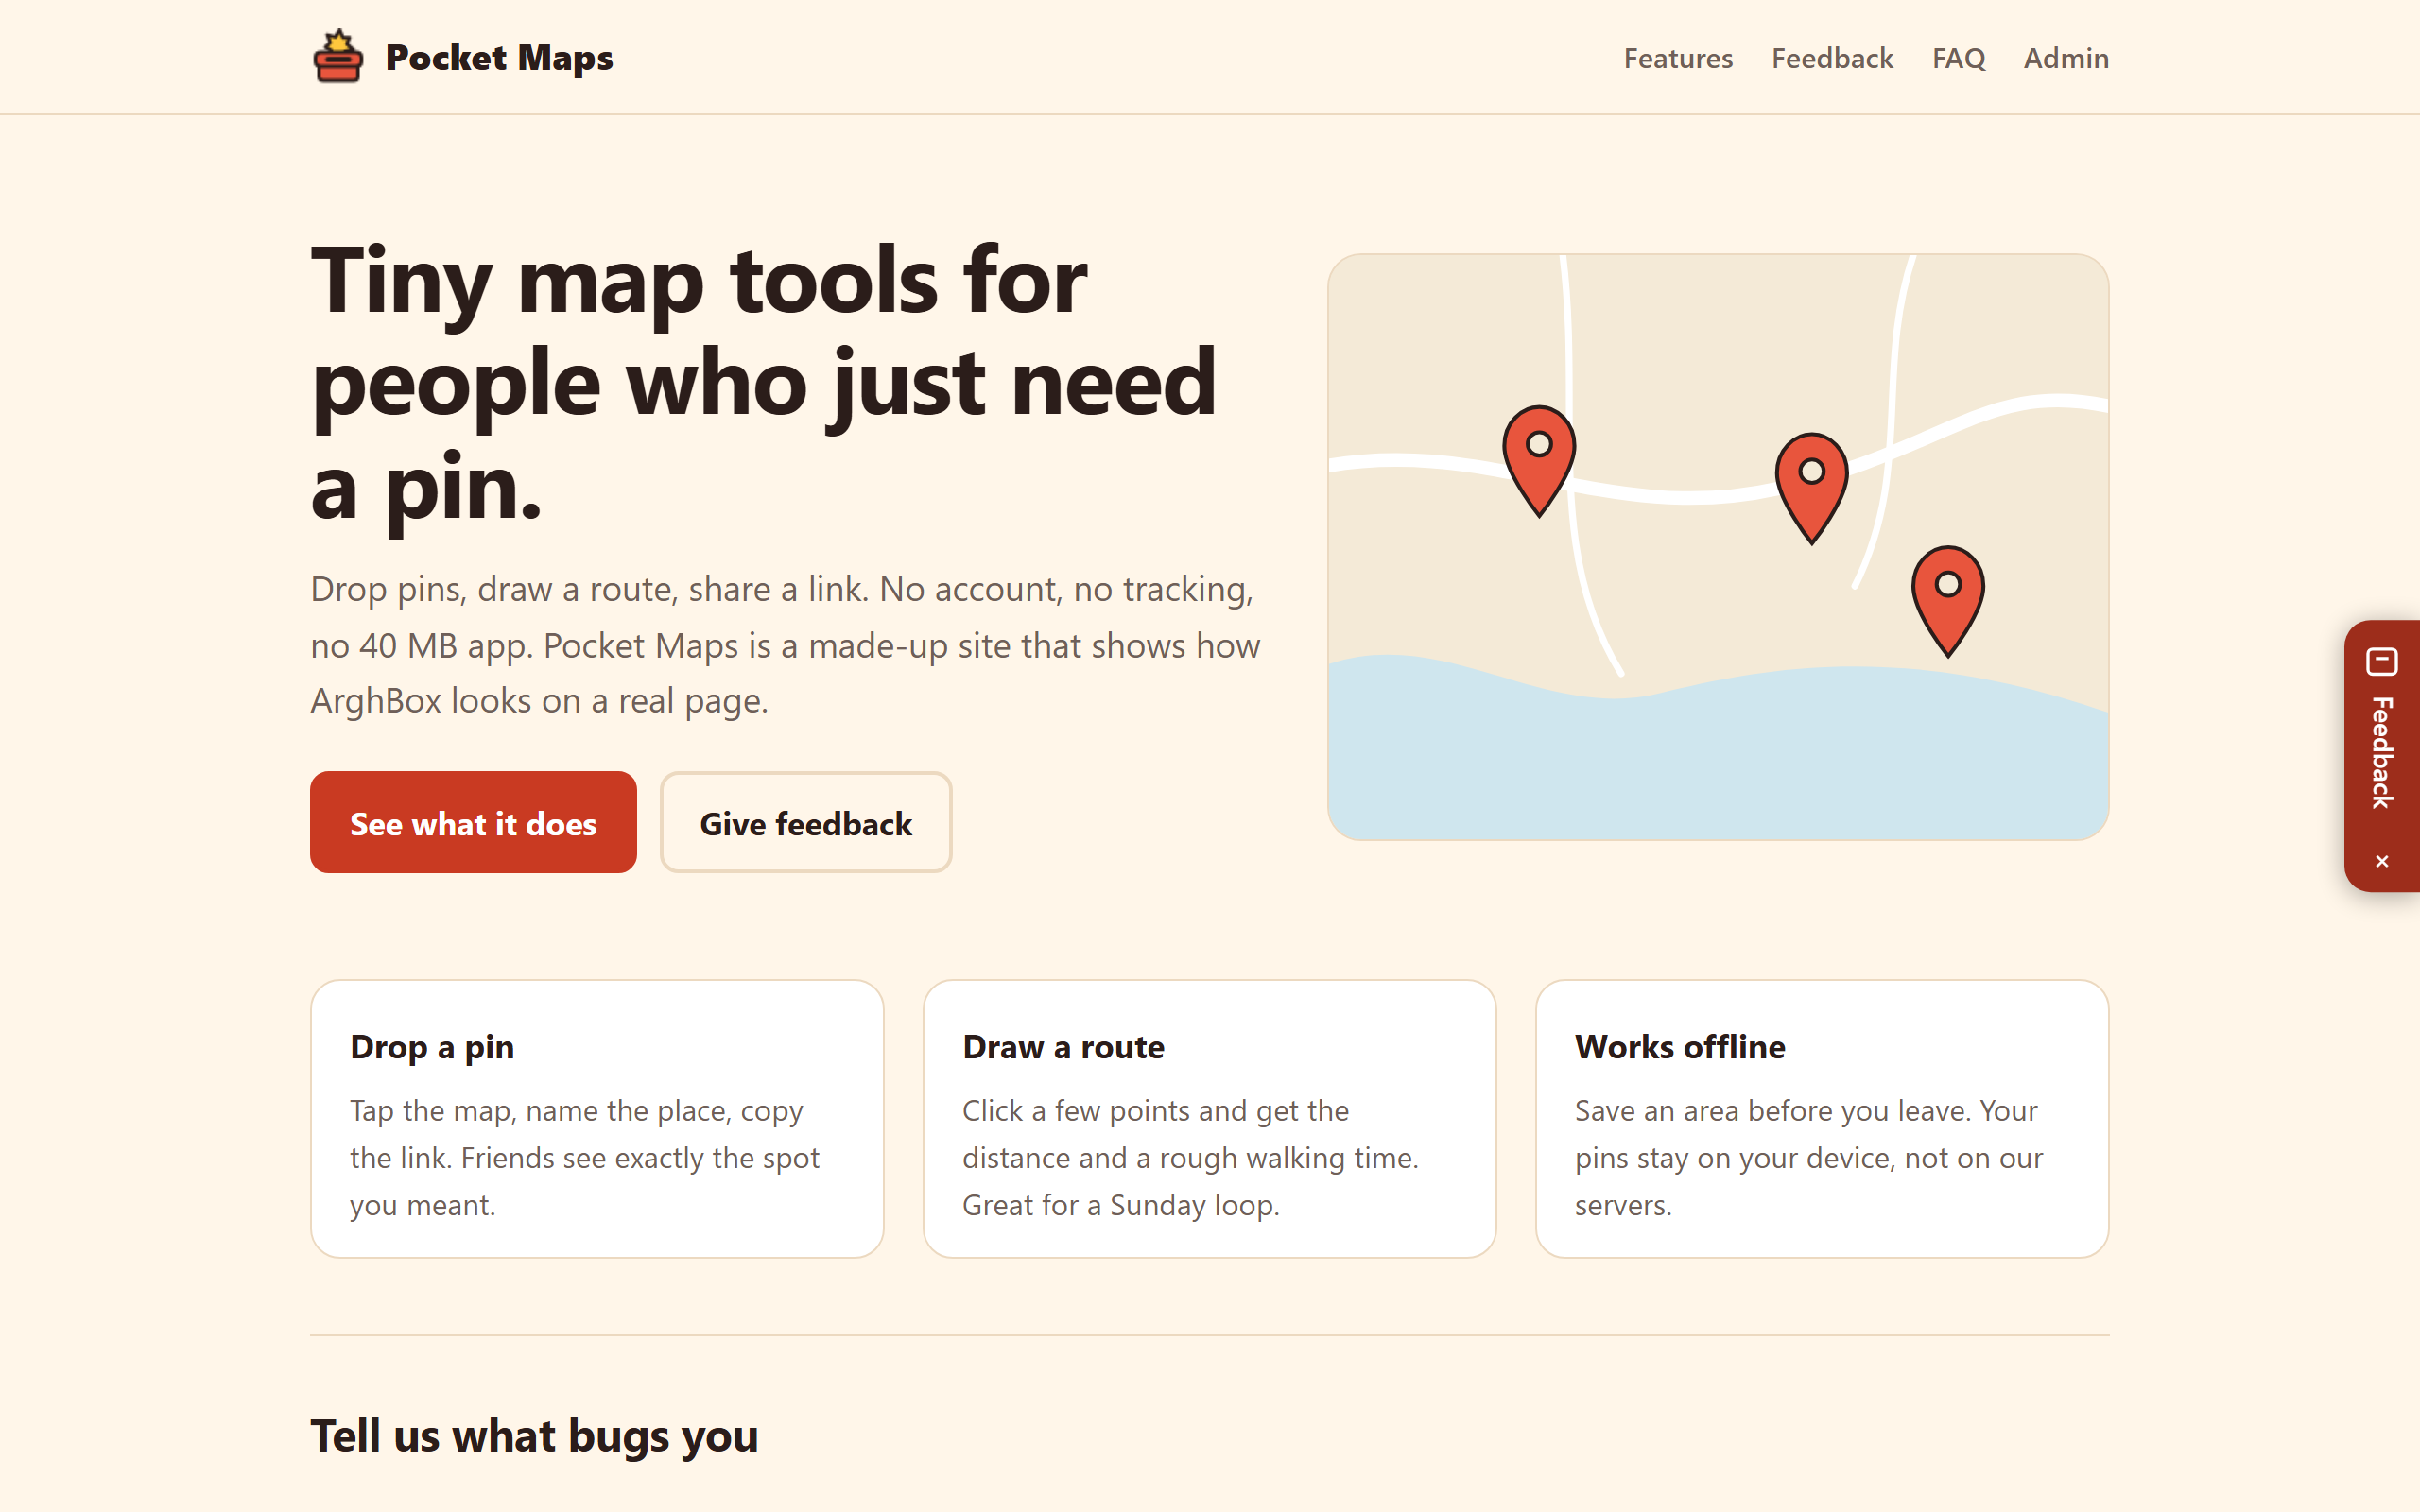 Pocket Maps
Features Feedback FAQ Admin
Tiny map tools for
people who just need
a pin.
Drop pins, draw a route, share a link. No account, no tracking,
no 40 MB app. Pocket Maps is a made-up site that shows how
ArghBox looks on a real page.
See what it does
Give feedback
Feedback
×
Drop a pin
Tap the map, name the place, copy
the link. Friends see exactly the spot
you meant.
Draw a route
Click a few points and get the
distance and a rough walking time.
Great for a Sunday loop.
Works offline
Save an area before you leave. Your
pins stay on your device, not on our
servers.
Tell us what bugs you